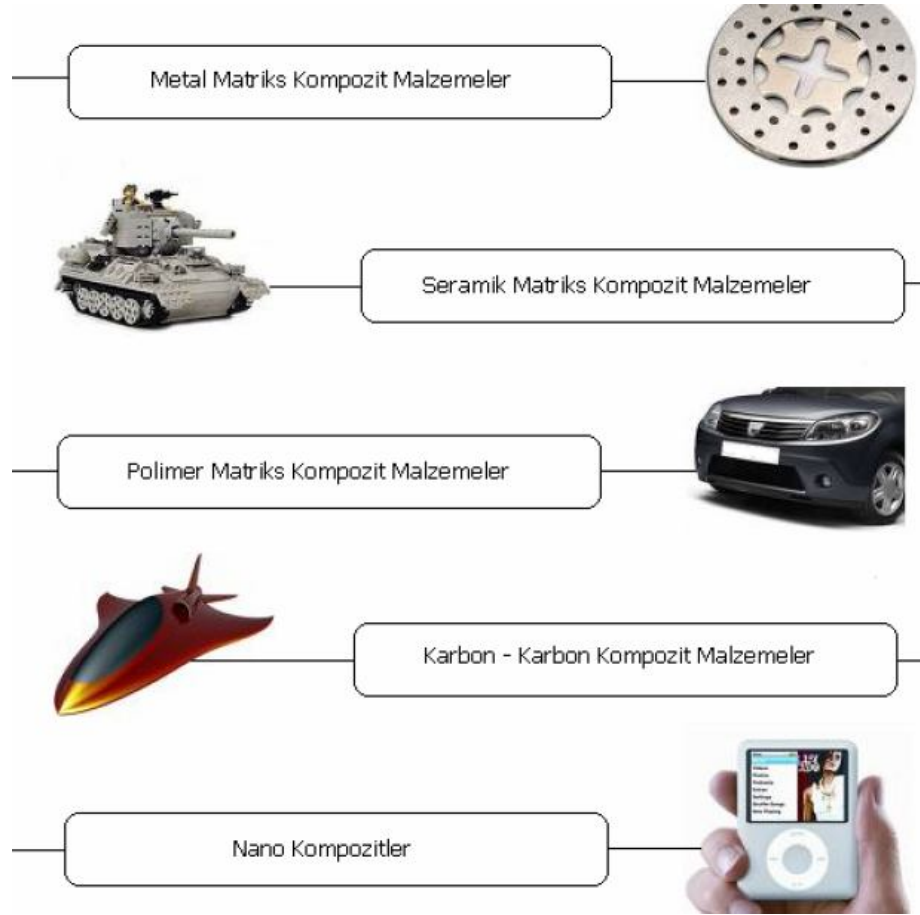 Metal Matriks Kompozit Malzemeler
Seramik Matriks Kompozit Malzemeler
Polimer Matriks Kompozit Malzemeler
Karbon - Karbon Kompozit Malzemeler
Nano Kompozitler